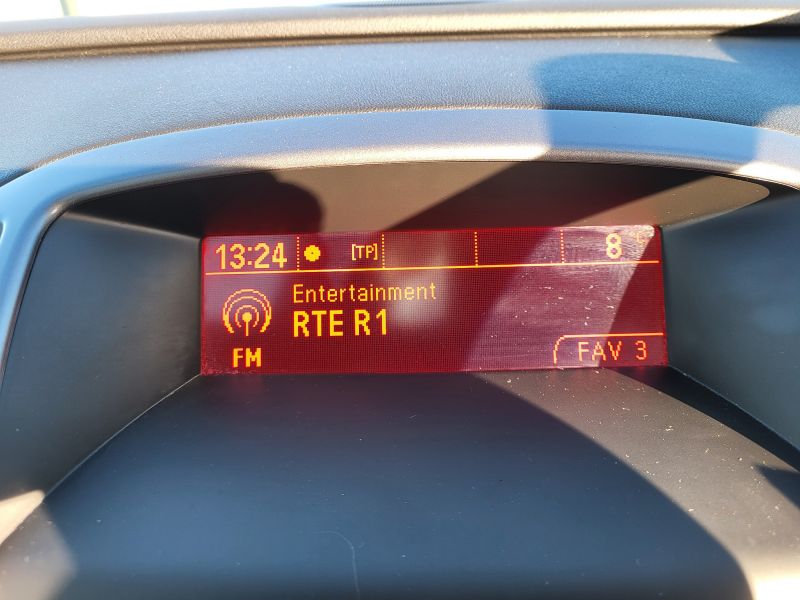 13:24 [TP] 8°C
Entertainment
RTE R1
FM
FAV 3